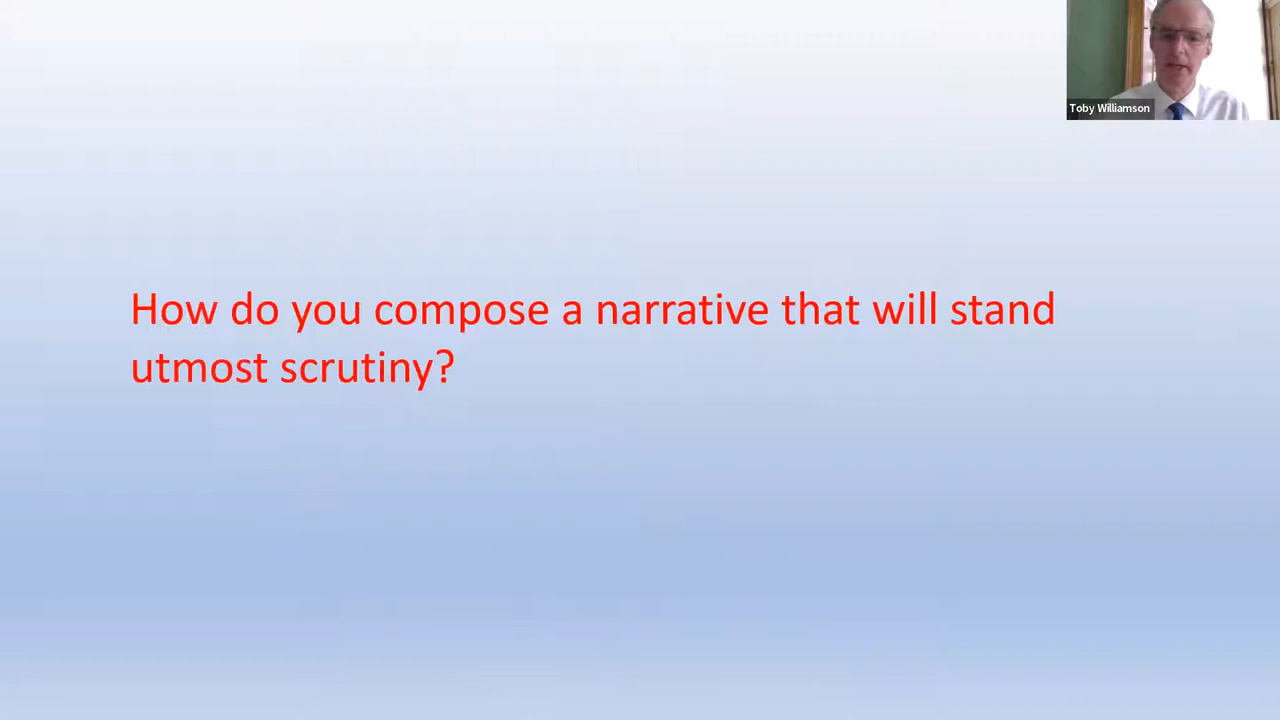 Toby Williamson
How do you compose a narrative that will stand
utmost scrutiny?